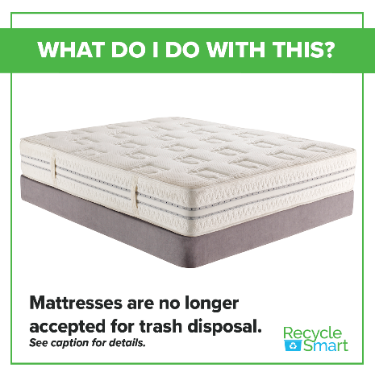 WHAT DO I DO WITH THIS?
Mattresses are no longer
accepted for trash disposal.
See caption for details.
Recycle
Smart